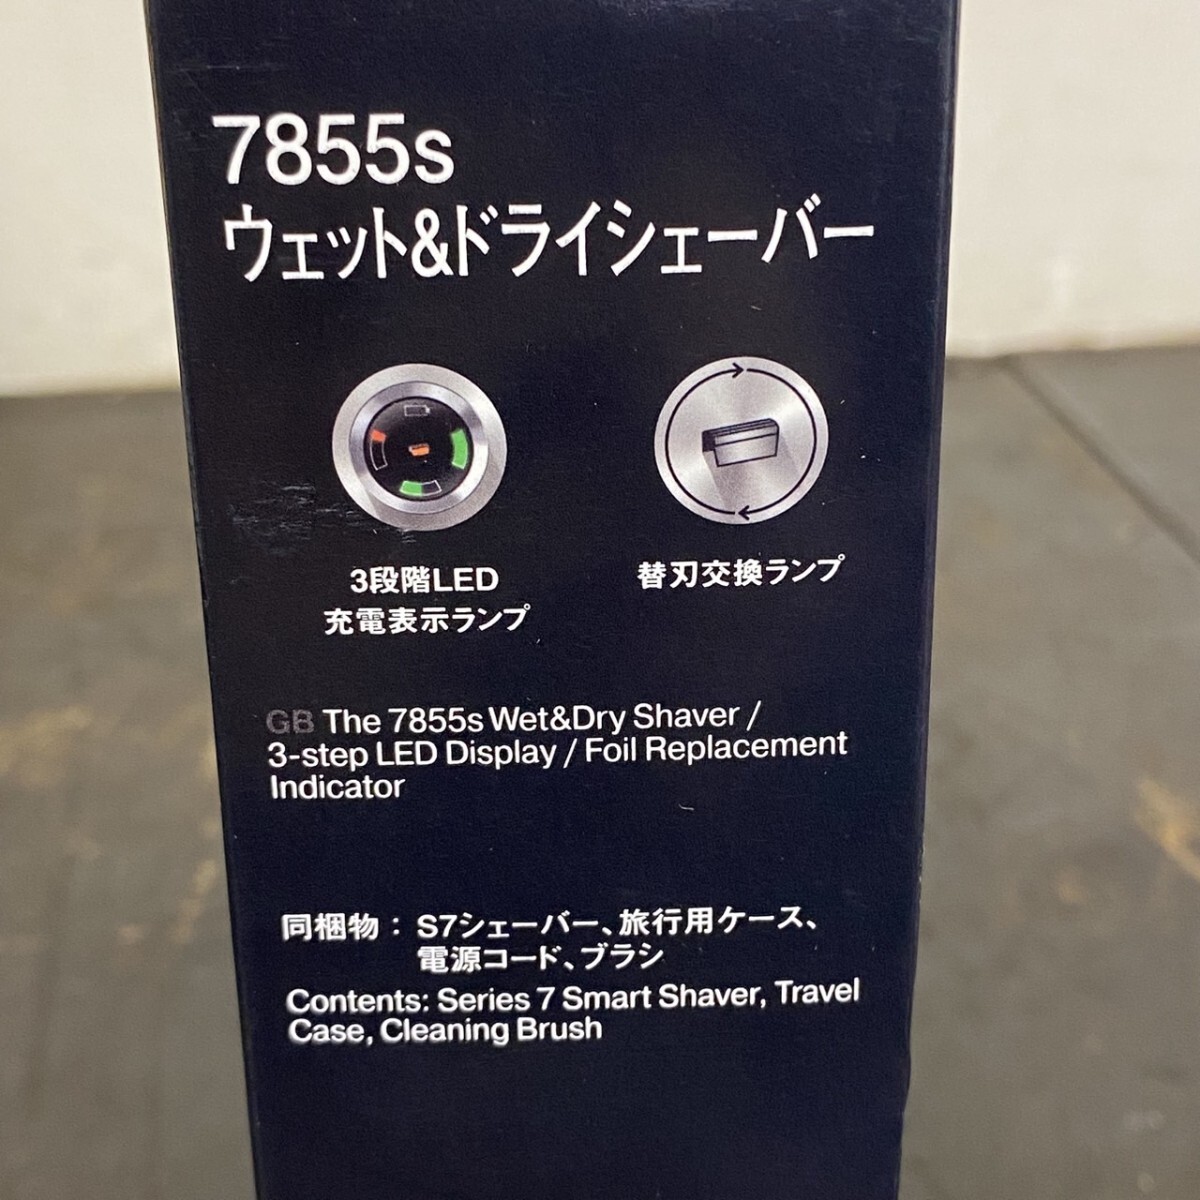 7855s
ウェット&ドライシェーバー
3段階LED
充電表示ランプ
替刃交換ランプ
GB The 7855s Wet&Dry Shaver /
3-step LED Display / Foil Replacement
Indicator
同梱物： S7シェーバー、旅行用ケース、
電源コード、ブラシ
Contents: Series 7 Smart Shaver, Travel
Case, Cleaning Brush